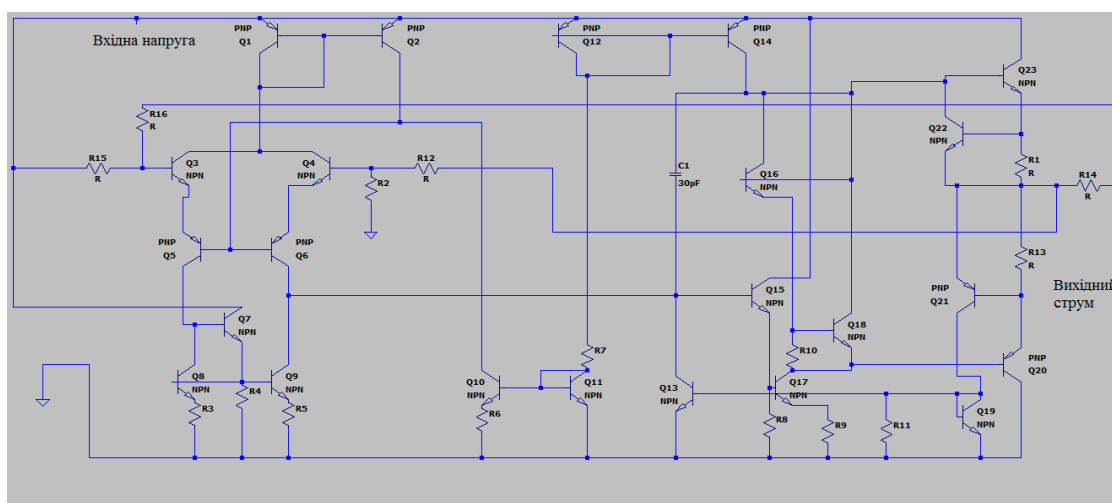 PNP
Q1
PNP
Q2
PNP
Q12
PNP
Q14
Вхідна напруга
Q23
NPN
R16
R
Q22
NPN
R15
R
Q3
NPN
Q4
NPN
R12
R
R2
C1
30pF
Q16
NPN
R1
R
R14
R
PNP
Q5
PNP
Q6
R13
R
Вихідний
струм
PNP
Q21
Q15
NPN
Q7
NPN
Q18
NPN
R7
R10
PNP
Q20
Q8
NPN
R4
Q9
NPN
Q10
NPN
Q11
NPN
Q13
NPN
Q17
NPN
Q19
NPN
R3
R5
R6
R8
R9
R11